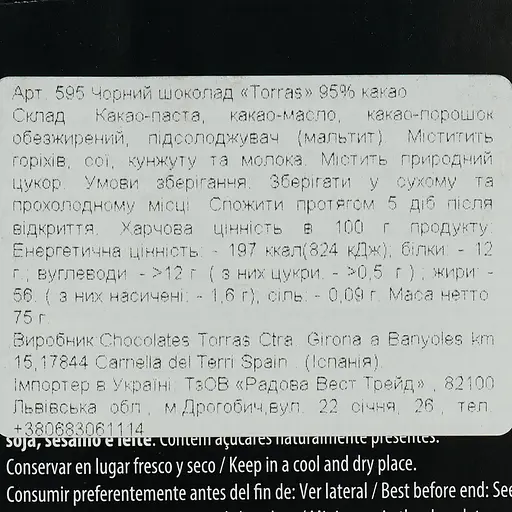 Арт. 595 Чорний шоколад «Torras» 95% какао
Склад Какао-паста, какао-масло, какао-порошок
обезжирений, підсолоджувач (мальтит). Міститить
горіхів, сої, кунжуту та молока. Містить природний
цукор. Умови зберігання. Зберігати у сухому та
прохолодному місці. Спожити протягом 5 діб після
відкриття. Харчова цінність в 100 г продукту:
Енергетична цінність: - 197 ккал(824 кДж), білки: - 12
г., вуглеводи - >12 г ( з них цукри. - >0,5 г ) ; жири -
56. ( з них насичені: - 1,6 г), сіль: - 0,09 г. Маса нетто
75 г.
Виробник Chocolates Torras Ctra. Girona a Banyoles km
15,17844 Carnella del Terri Spain . (Іспанія).
Імпортер в Україні: ТзОВ «Радова Вест Трейд» , 82100
Львівська обл., м.Дрогобич,вул. 22 січня, 26 , тел.
+380683061114
soja, sésamo e leite. Contém açúcares naturalmente presentes.
Conservar en lugar fresco y seco / Keep in a cool and dry place.
Consumir preferentemente antes del fin de: Ver lateral / Best before end: See